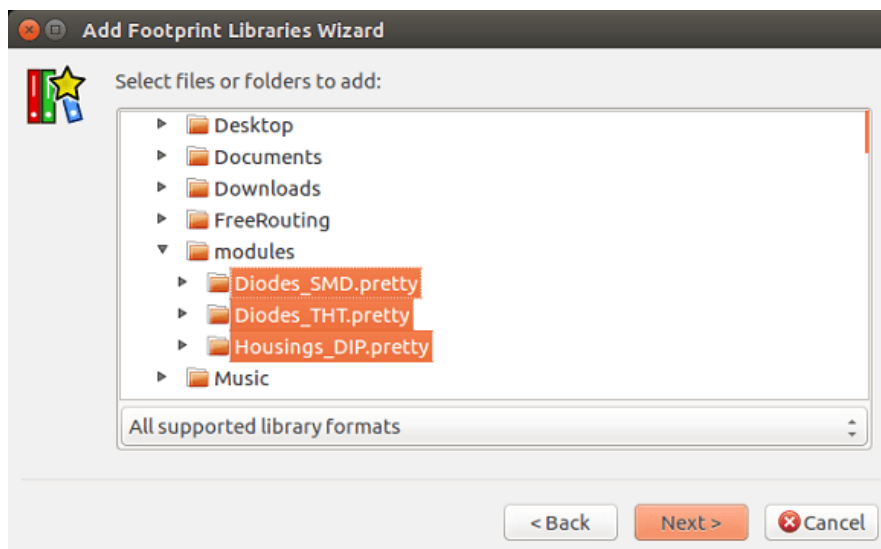 Add Footprint Libraries Wizard
Select files or folders to add:
Desktop
Documents
Downloads
FreeRouting
modules
Diodes_SMD.pretty
Diodes_THT.pretty
Housings_DIP.pretty
Music
All supported library formats
< Back Next > Cancel